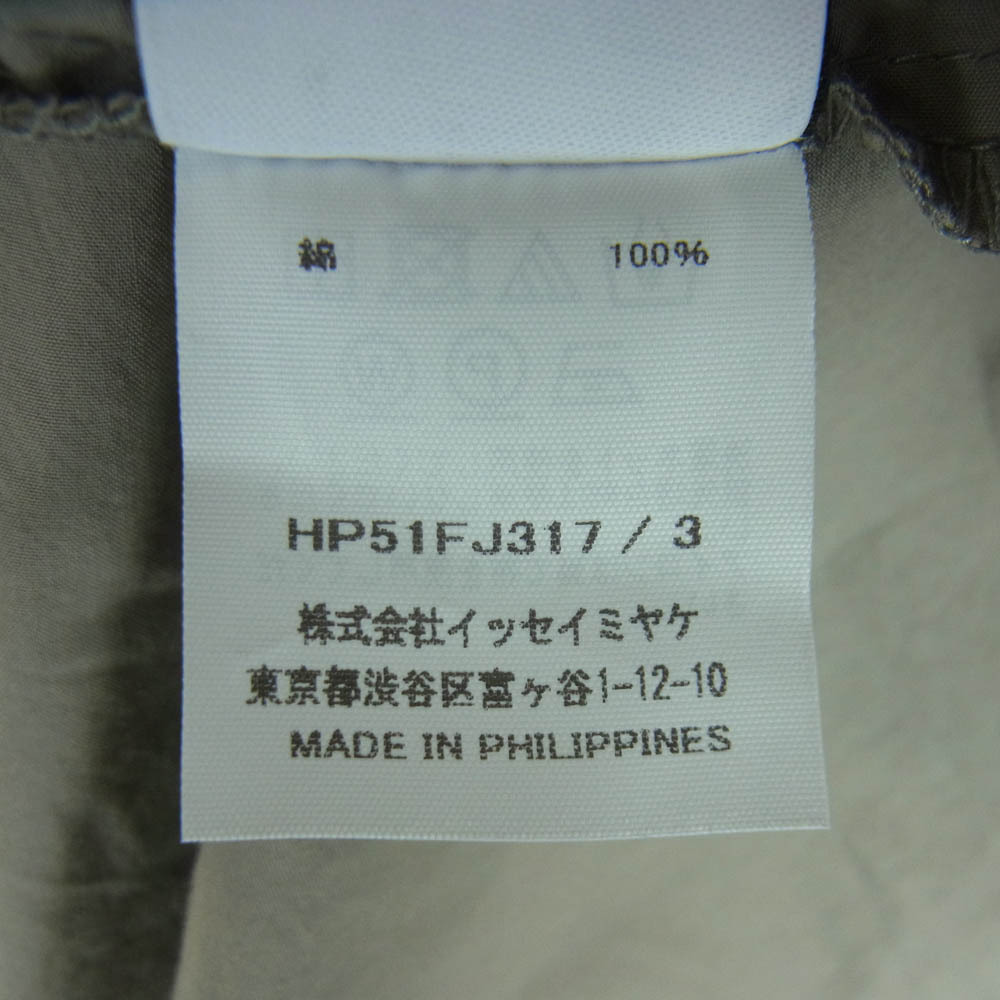 綿 100%
HP51FJ317 / 3
株式会社イッセイミヤケ
東京都渋谷区富ヶ谷1-12-10
MADE IN PHILIPPINES